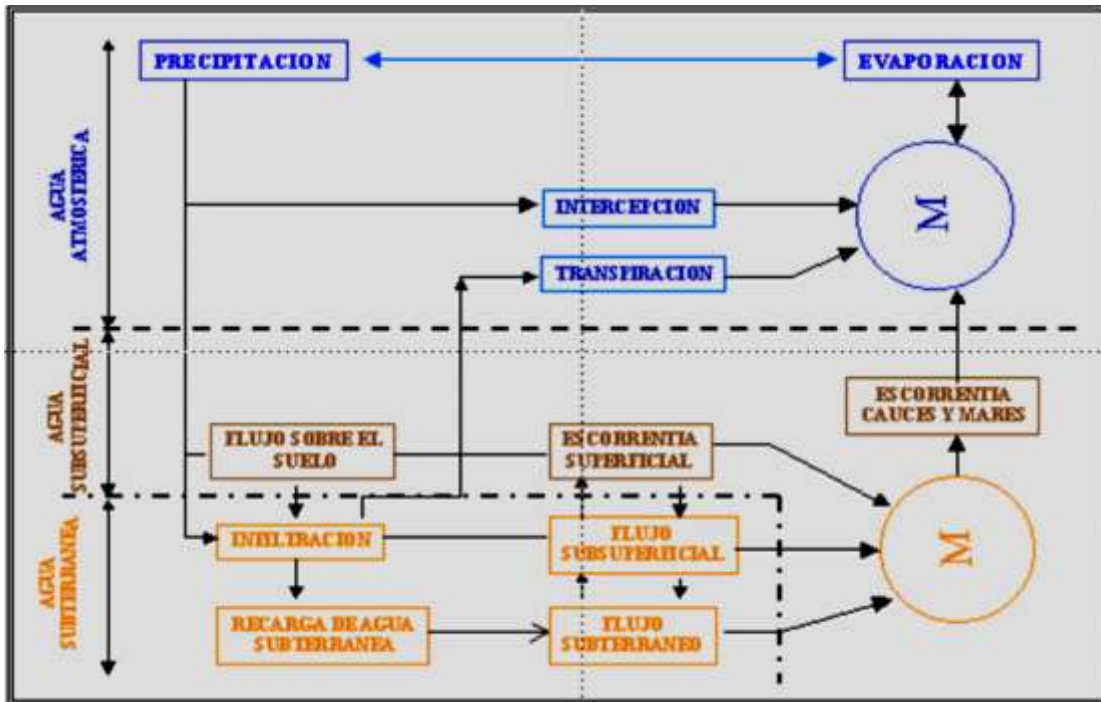 PRECIPITACION
EVAPORACION
AGUA
ATMOSFERICA
INTERCEPCION
M
TRANSPIRACION
AGUA
SUBSUPERFICIAL
ESCORRENTIA
CAUCES Y MARES
FLUJO SOBRE EL
SUELO
ESCORRENTIA
SUPERFICIAL
AGUA
SUBTERRANEA
INFILTRACION
FLUJO
SUBSUPERFICIAL
M
RECARGA DE AGUA
SUBTERRANEA
FLUJO
SUBTERRANEO